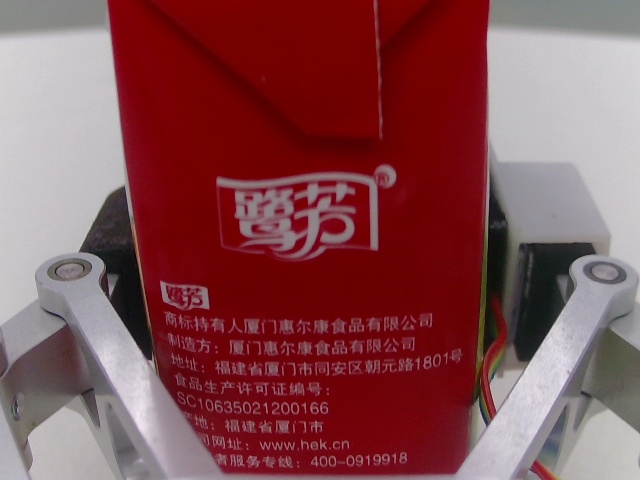 鹭芳®
鹭芳
商标持有人厦门惠尔康食品有限公司
制造方：厦门惠尔康食品有限公司
地址：福建省厦门市同安区朝元路1801号
食品生产许可证编号：
SC10635021200166
地：福建省厦门市
网址：www.hek.cn
者服务专线：400-0919918